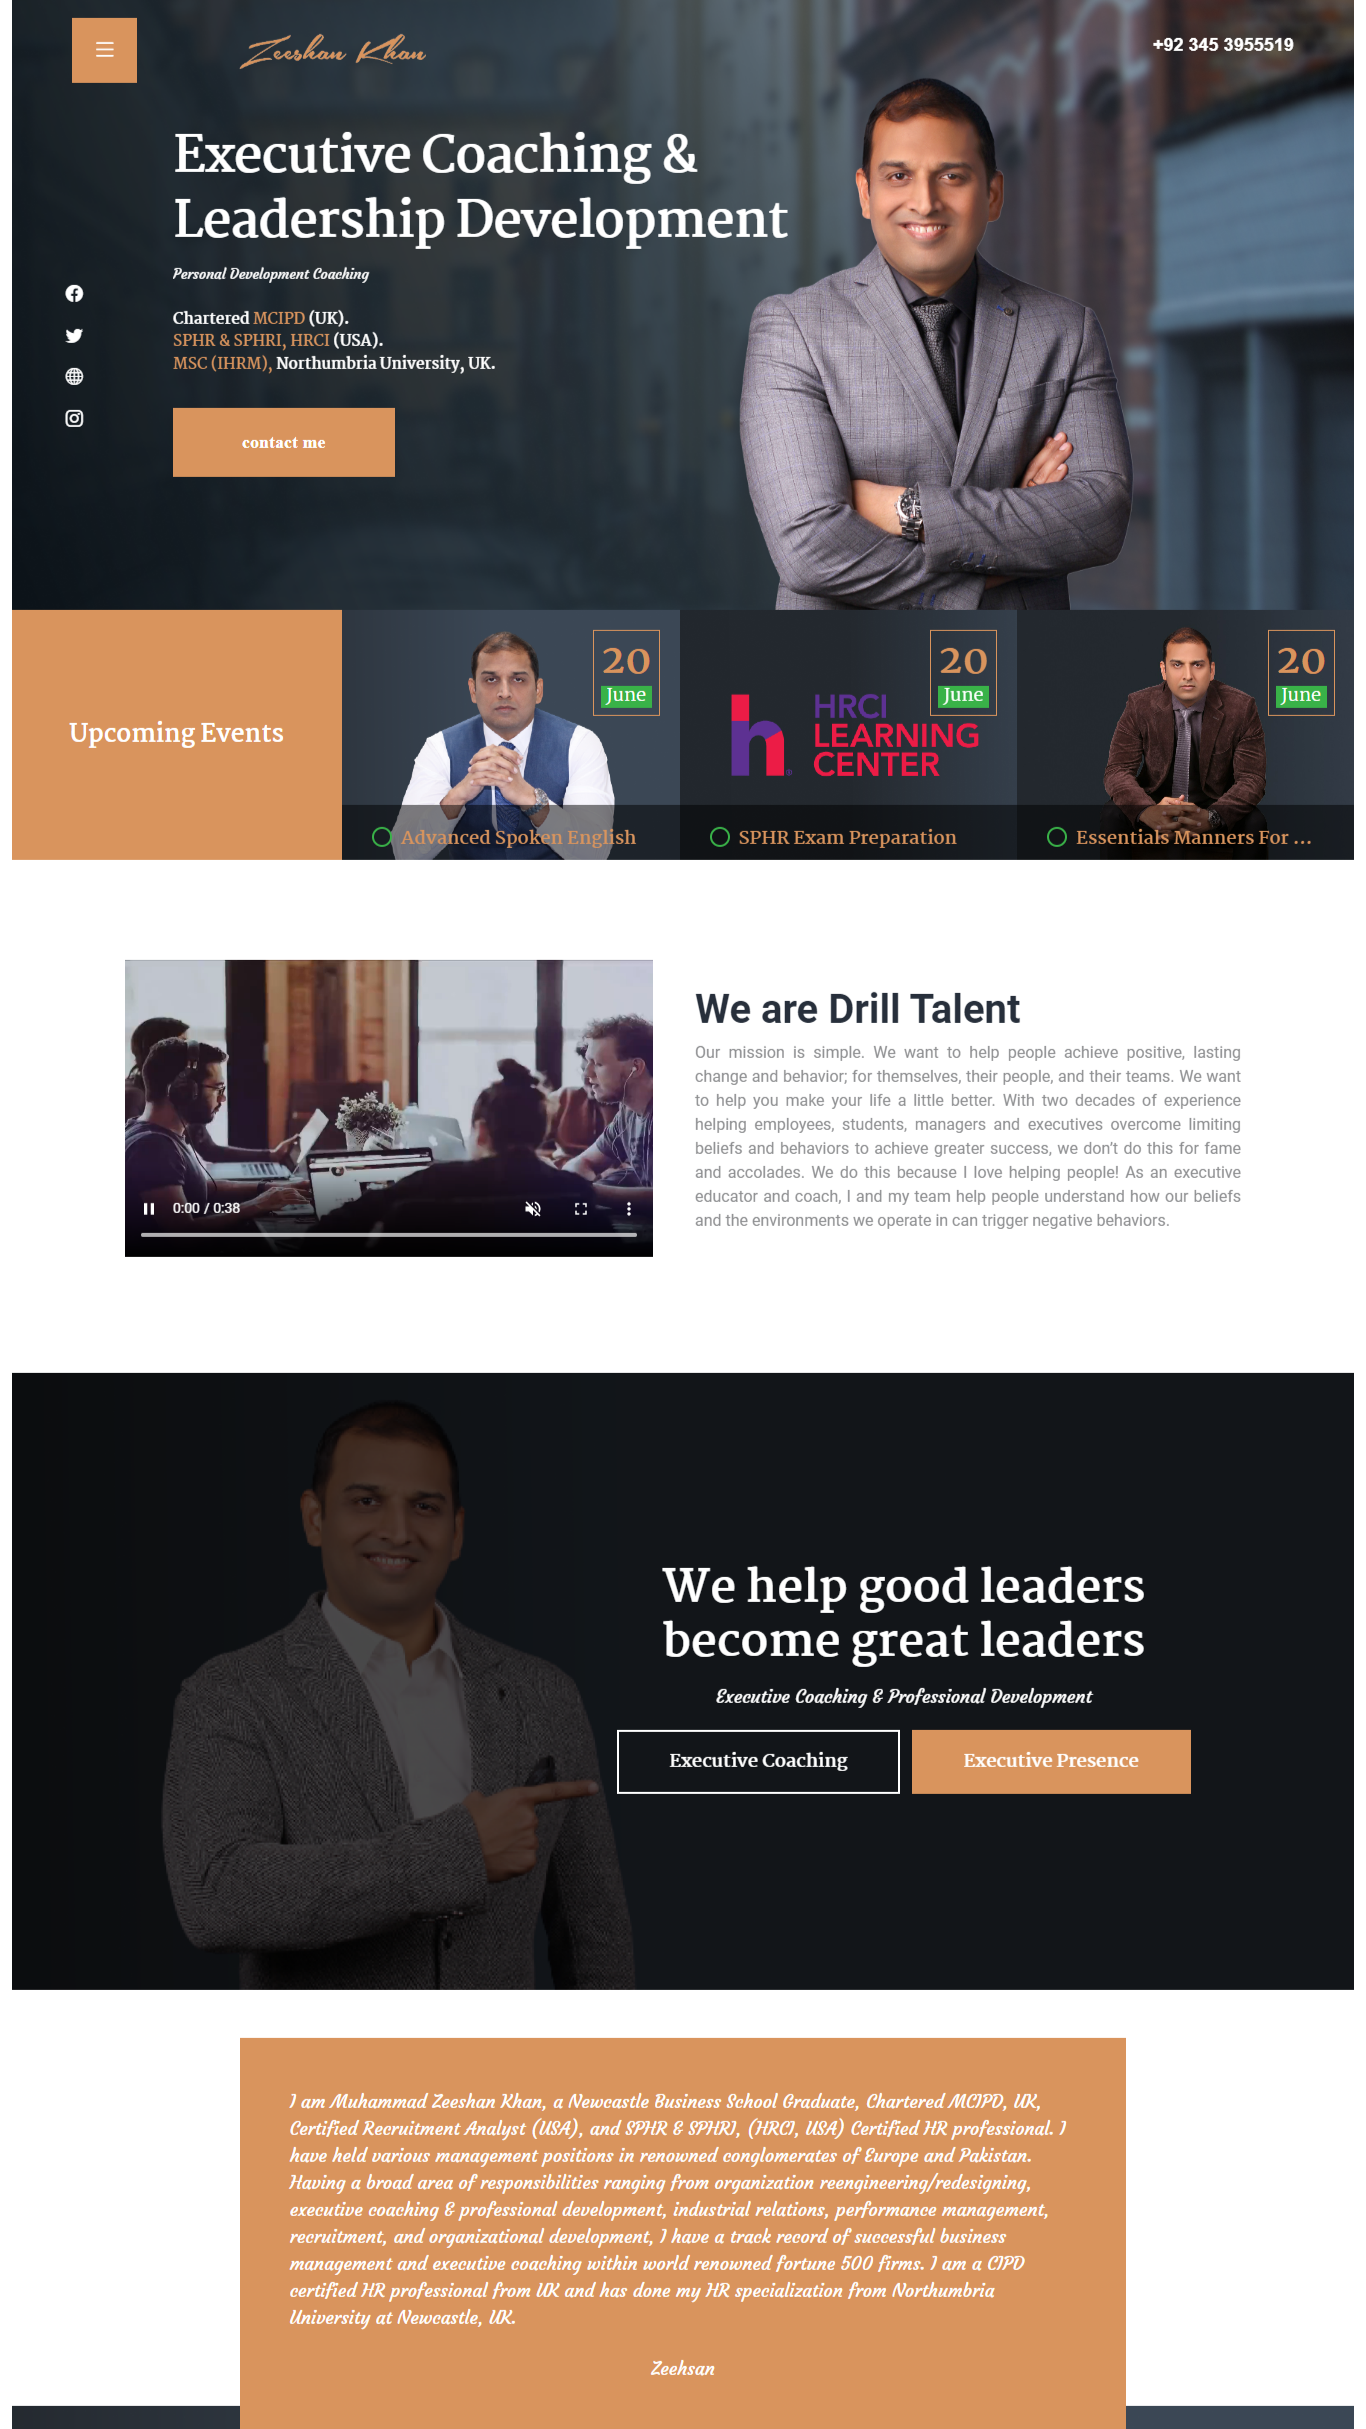 Zeeshan Khan
+92 345 3955519
Executive Coaching &
Leadership Development
Personal Development Coaching
Chartered MCIPD (UK).
SPHR & SPHRI, HRCI (USA).
MSC (IHRM), Northumbria University, UK.
contact me
Upcoming Events
20
June
Advanced Spoken English
20
June
h
HRCI
LEARNING
CENTER
SPHR Exam Preparation
20
June
Essentials Manners For ...
0:00 / 0:38
We are Drill Talent
Our mission is simple. We want to help people achieve positive, lasting
change and behavior; for themselves, their people, and their teams. We want
to help you make your life a little better. With two decades of experience
helping employees, students, managers and executives overcome limiting
beliefs and behaviors to achieve greater success, we don’t do this for fame
and accolades. We do this because I love helping people! As an executive
educator and coach, I and my team help people understand how our beliefs
and the environments we operate in can trigger negative behaviors.
We help good leaders
become great leaders
Executive Coaching & Professional Development
Executive Coaching
Executive Presence
I am Muhammad Zeeshan Khan, a Newcastle Business School Graduate, Chartered MCIPD, UK,
Certified Recruitment Analyst (USA), and SPHR & SPHRI, (HRCI, USA) Certified HR professional. I
have held various management positions in renowned conglomerates of Europe and Pakistan.
Having a broad area of responsibilities ranging from organization reengineering/redesigning,
executive coaching & professional development, industrial relations, performance management,
recruitment, and organizational development, I have a track record of successful business
management and executive coaching within world renowned fortune 500 firms. I am a CIPD
certified HR professional from UK and has done my HR specialization from Northumbria
University at Newcastle, UK.
Zeehsan